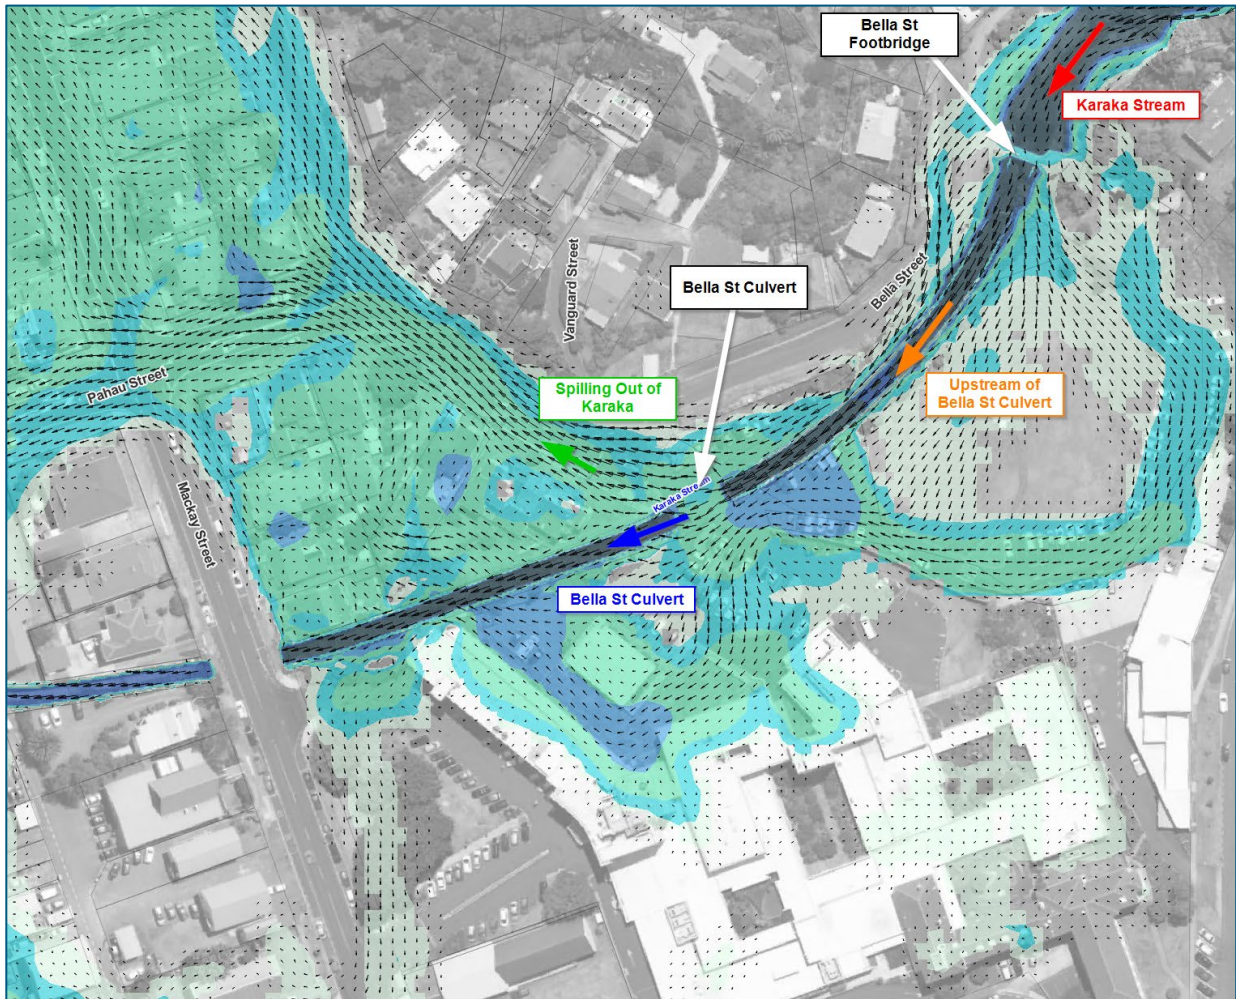 Bella St
Footbridge
Karaka Stream
Vanguard Street
Bella St Culvert
Bella Street
Pahau Street
Spilling Out of
Karaka
Upstream of
Bella St Culvert
Karaka Stream
Mackay Street
Bella St Culvert